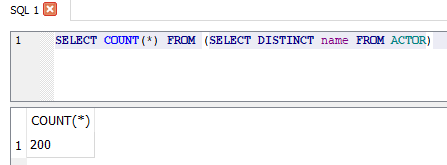 SQL 1
1 SELECT COUNT(*) FROM (SELECT DISTINCT name FROM ACTOR)
COUNT(*)
1 200